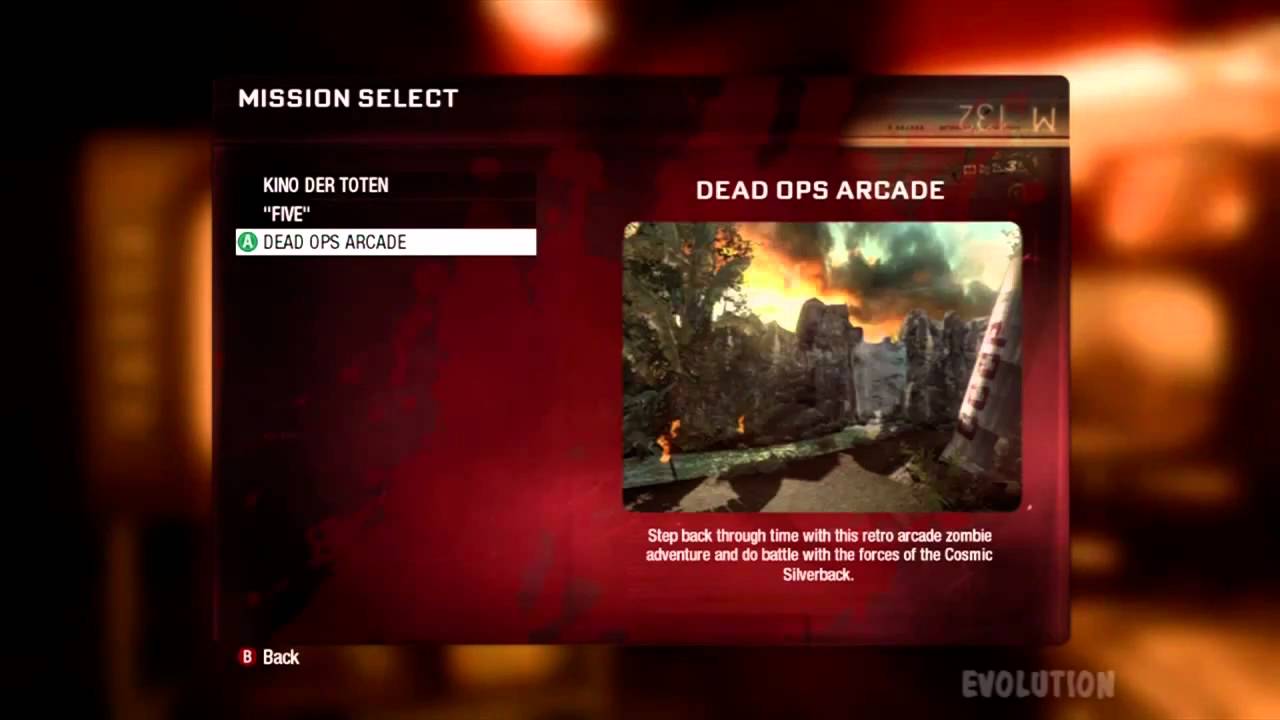 MISSION SELECT
M 132
KINO DER TOTEN
"FIVE"
A DEAD OPS ARCADE
DEAD OPS ARCADE
Step back through time with this retro arcade zombie
adventure and do battle with the forces of the Cosmic
Silverback.
B Back
EVOLUTION